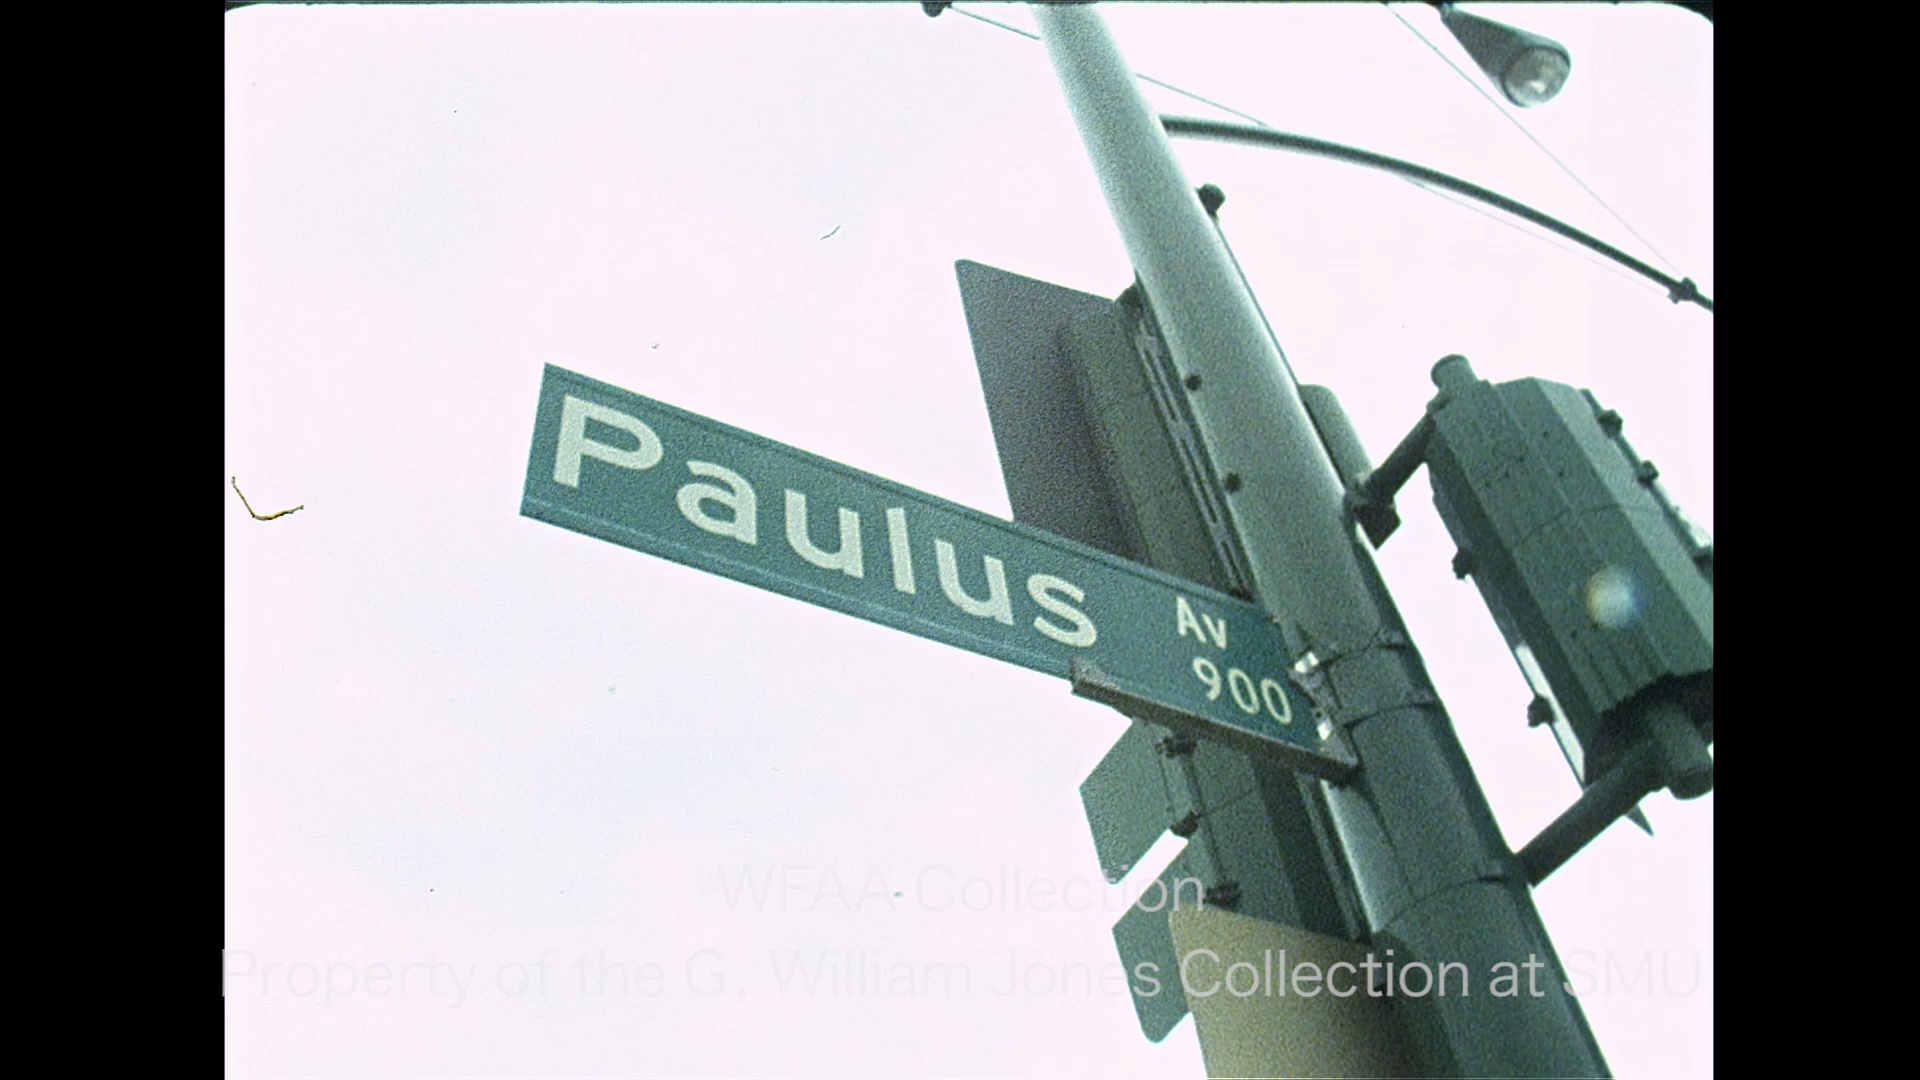 Paulus
Av
900
WFAA Collection
Property of the G. William Jones Collection at SMU